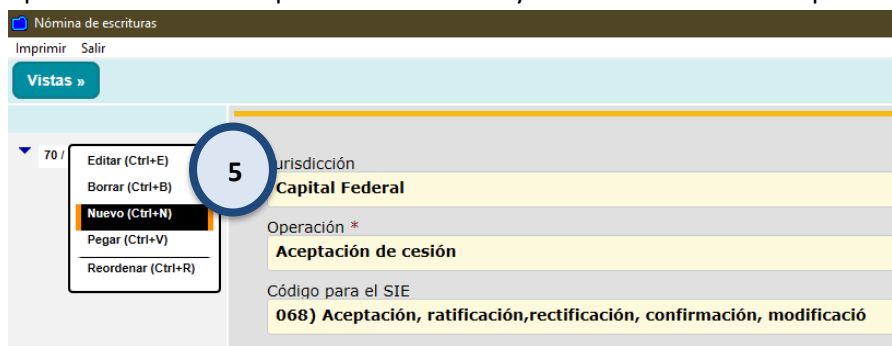 Nómina de escrituras
Imprimir Salir
Vistas »
70 /
Editar (Ctrl+E)
Borrar (Ctrl+B)
Nuevo (Ctrl+N)
Pegar (Ctrl+V)
Reordenar (Ctrl+R)
5
urisdicción
Capital Federal
Operación *
Aceptación de cesión
Código para el SIE
068) Aceptación, ratificación,rectificación, confirmación, modificació